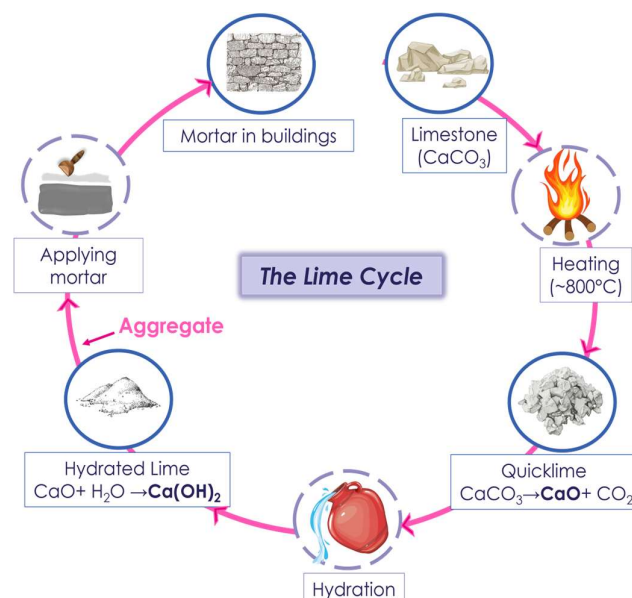 Mortar in buildings
Limestone
(CaCO₃)
Heating
(~800°C)
Applying
mortar
The Lime Cycle
Aggregate
Hydrated Lime
CaO+ H₂O →Ca(OH)₂
Quicklime
CaCO₃→CaO+ CO₂
Hydration